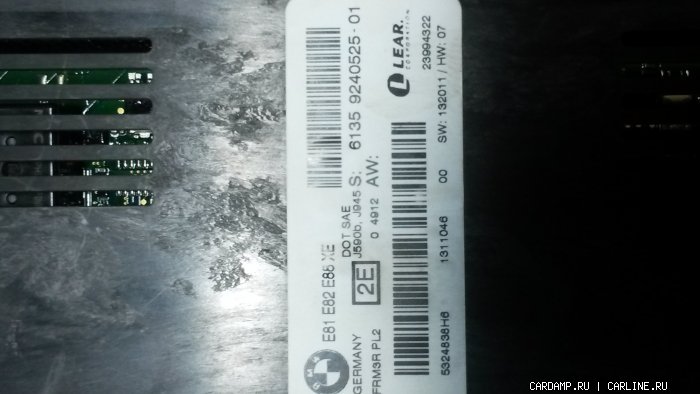 E81 E82 E88 XE
GERMANY
FRM3R PL2
2E
DOT SAE
J590b, J945
S: 6135 9240525-01
0 4912 AW:
LEAR.
CORPORATION
23994322
SW: 132011 / HW: 07
5324838H6 1311046 00
CARDAMP.RU | CARLINE.RU